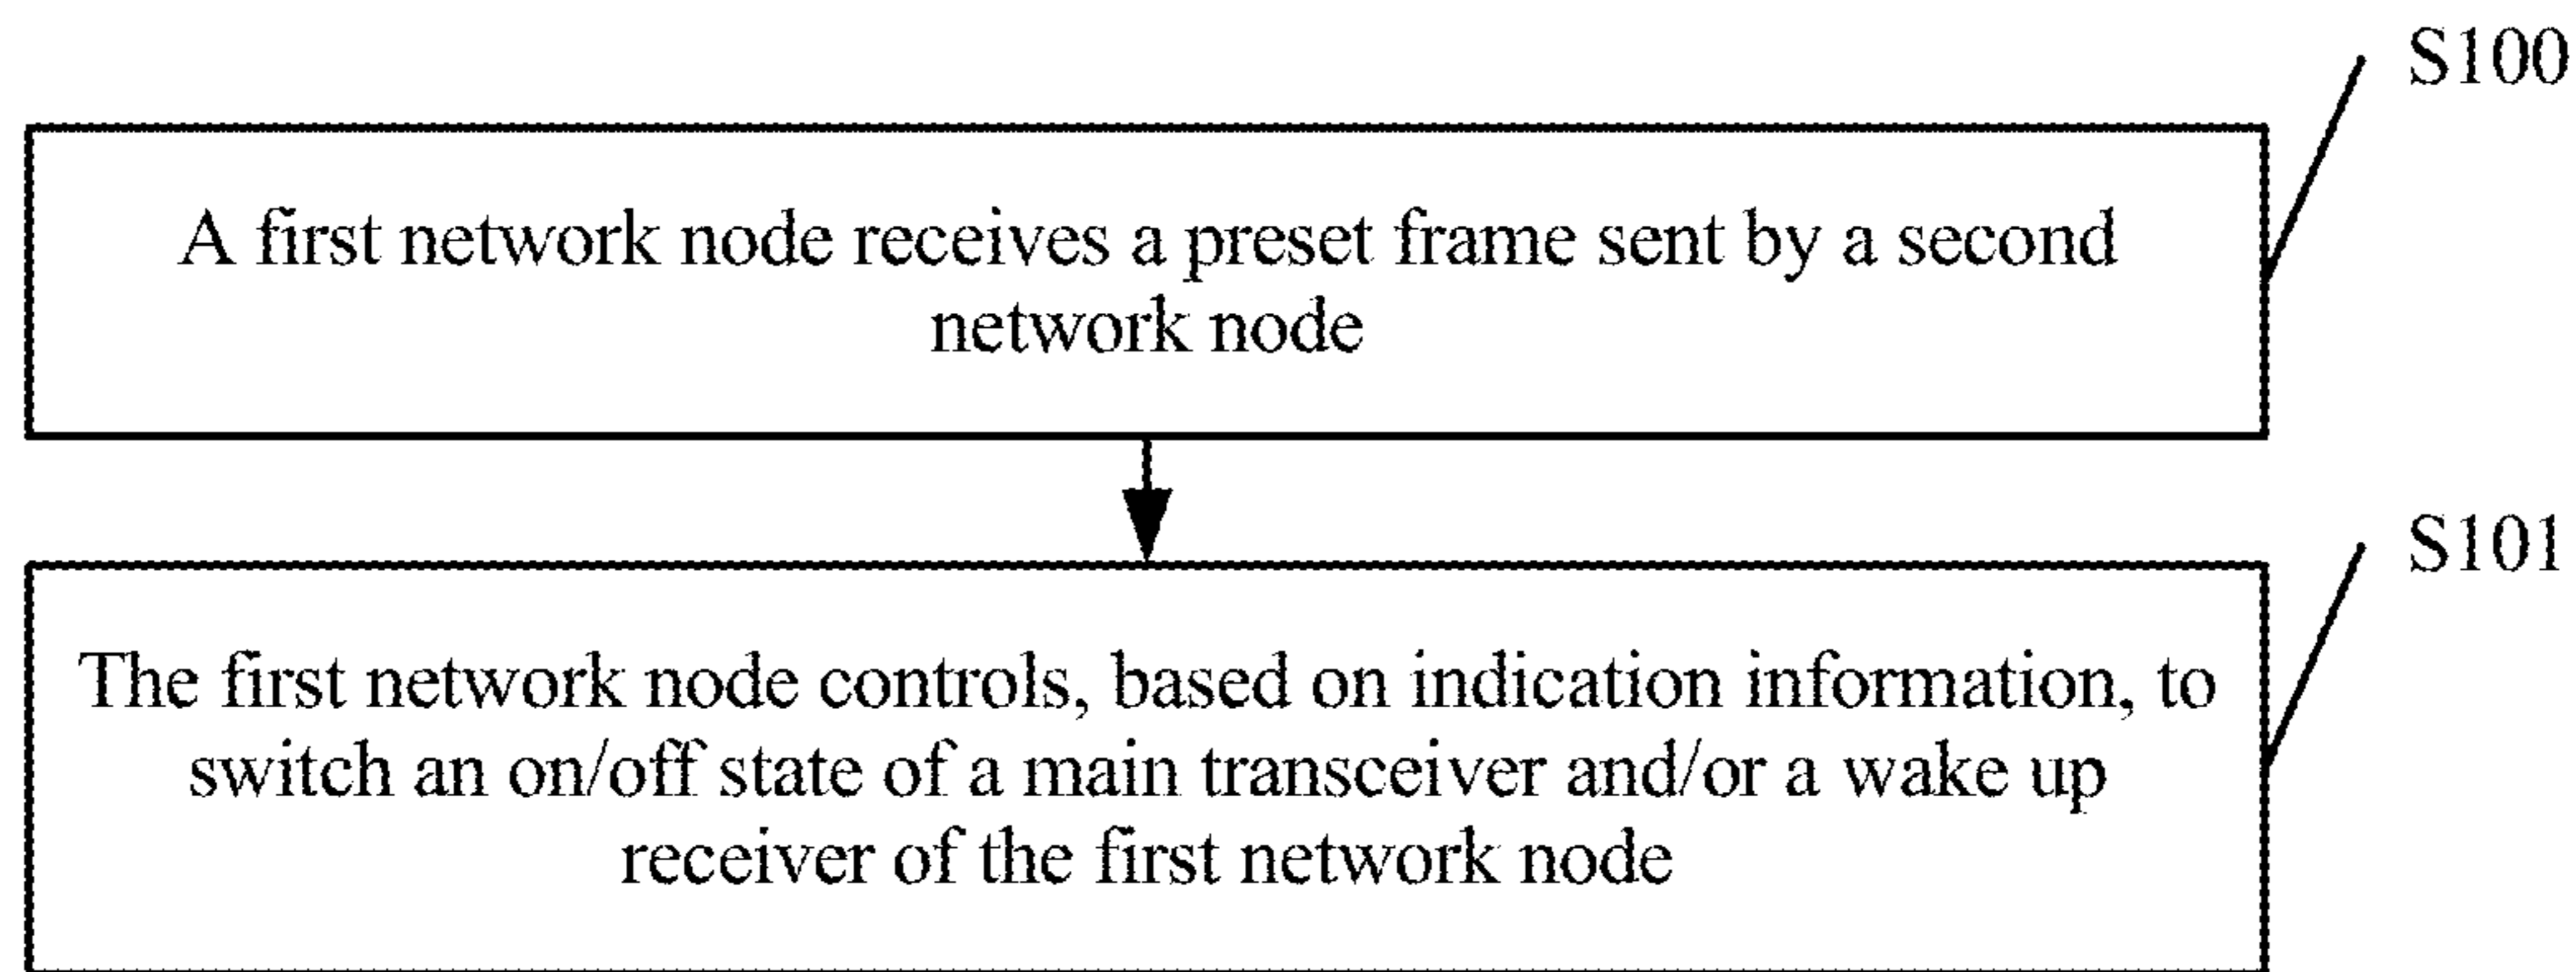 S100
A first network node receives a preset frame sent by a second
network node
S101
The first network node controls, based on indication information, to
switch an on/off state of a main transceiver and/or a wake up
receiver of the first network node